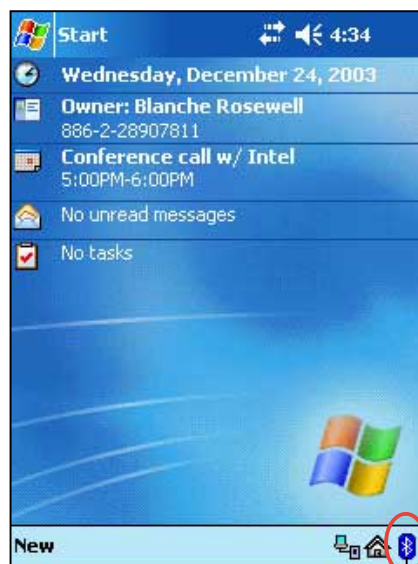 Start 4:34
Wednesday, December 24, 2003
Owner: Blanche Rosewell
886-2-28907811
Conference call w/ Intel
5:00PM-6:00PM
No unread messages
No tasks
New